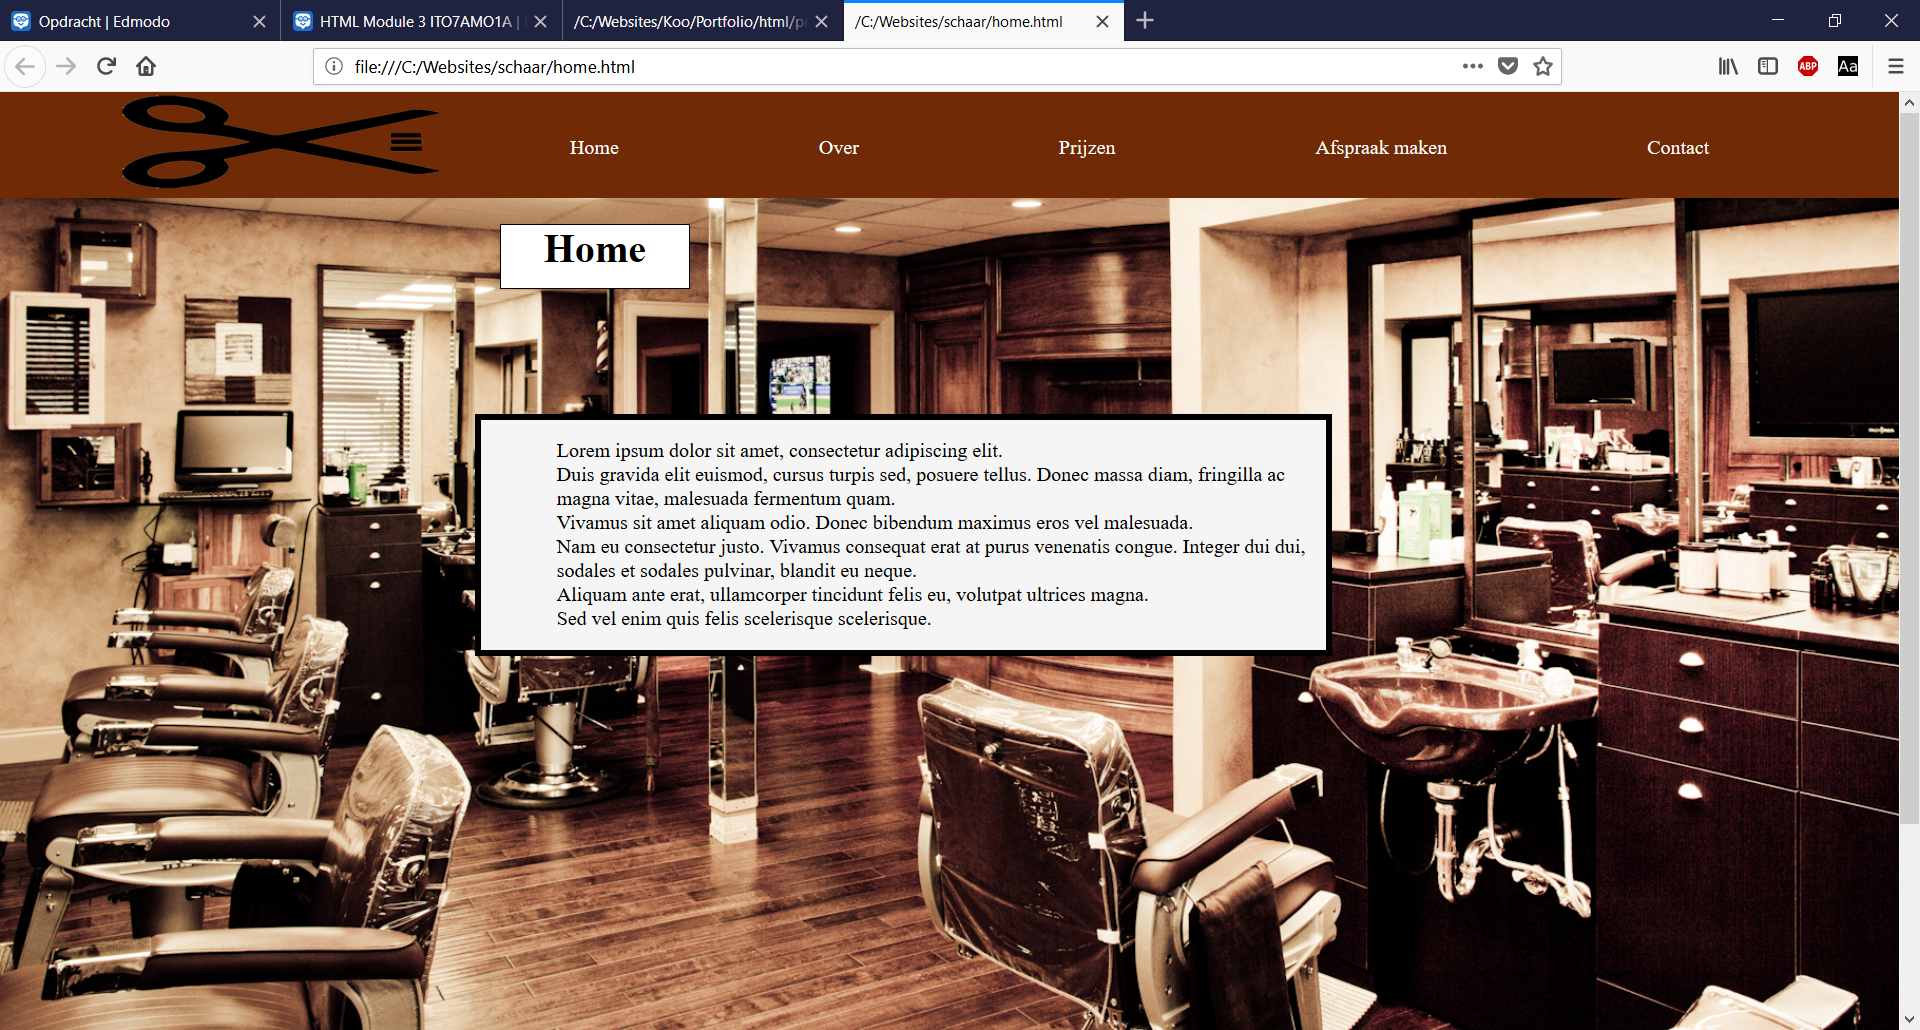 Opdracht | Edmodo
HTML Module 3 ITO7AMO1A |
/C:/Websites/Koo/Portfolio/html/pr
/C:/Websites/schaar/home.html
file:///C:/Websites/schaar/home.html
ABP
Aa
Home
Over
Prijzen
Afspraak maken
Contact
Home
Lorem ipsum dolor sit amet, consectetur adipiscing elit.
Duis gravida elit euismod, cursus turpis sed, posuere tellus. Donec massa diam, fringilla ac
magna vitae, malesuada fermentum quam.
Vivamus sit amet aliquam odio. Donec bibendum maximus eros vel malesuada.
Nam eu consectetur justo. Vivamus consequat erat at purus venenatis congue. Integer dui dui,
sodales et sodales pulvinar, blandit eu neque.
Aliquam ante erat, ullamcorper tincidunt felis eu, volutpat ultrices magna.
Sed vel enim quis felis scelerisque scelerisque.